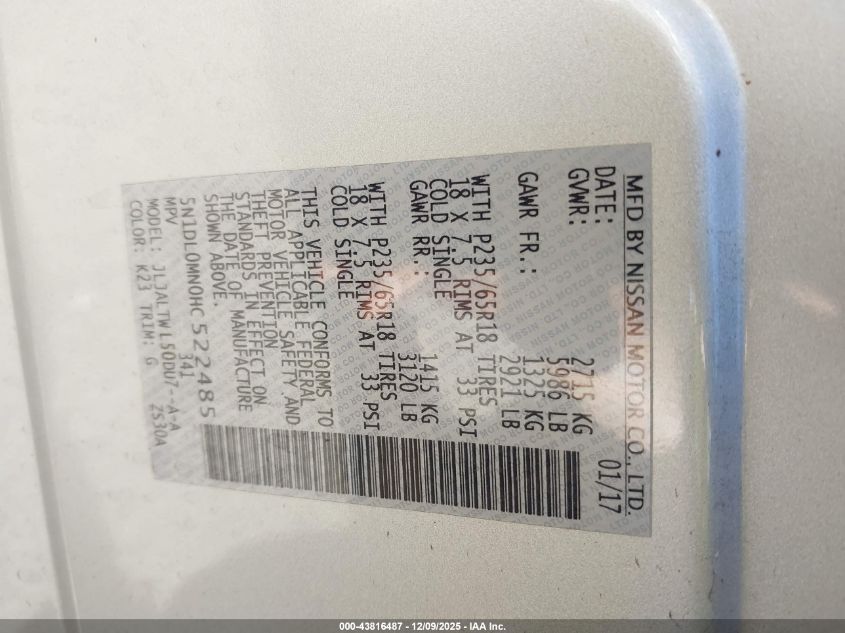 MFD BY NISSAN MOTOR CO., LTD.
DATE: 01/17
GVWR: 2715 KG
5986 LB
GAWR FR.: 1325 KG
2921 LB
WITH P235/65R18 TIRES
18 X 7.5 RIMS AT 33 PSI
COLD SINGLE
GAWR RR.: 1415 KG
3120 LB
WITH P235/65R18 TIRES
18 X 7.5 RIMS AT 33 PSI
COLD SINGLE
THIS VEHICLE CONFORMS TO
ALL APPLICABLE FEDERAL
MOTOR VEHICLE SAFETY AND
THEFT PREVENTION
STANDARDS IN EFFECT ON
THE DATE OF MANUFACTURE
SHOWN ABOVE.
5N1DL0MN0HC522485
MPV 341
MODEL: JLJALTWL50DU7--A-A
COLOR: K23 TRIM: G 2S30A
000-43816487 - 12/09/2025 - IAA Inc.